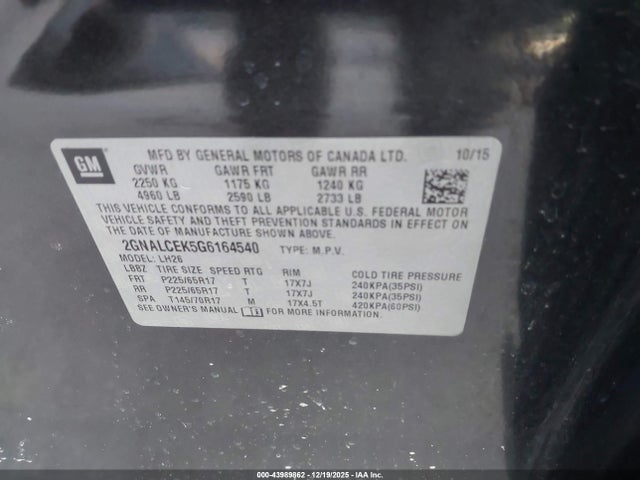 GM
MFD BY GENERAL MOTORS OF CANADA LTD. 10/15
GVWR GAWR FRT GAWR RR
2250 KG 1175 KG 1240 KG
4960 LB 2590 LB 2733 LB
THIS VEHICLE CONFORMS TO ALL APPLICABLE U.S. FEDERAL MOTOR
VEHICLE SAFETY AND THEFT PREVENTION STANDARDS IN EFFECT ON
THE DATE OF MANUFACTURE SHOWN ABOVE.
2GNALCEK5G6164540 TYPE: M.P.V.
MODEL: LH26
LBBZ TIRE SIZE SPEED RTG RIM COLD TIRE PRESSURE
FRT P225/65R17 T 17X7J 240KPA(35PSI)
RR P225/65R17 T 17X7J 240KPA(35PSI)
SPA T145/70R17 M 17X4.5T 420KPA(60PSI)
SEE OWNER'S MANUAL FOR MORE INFORMATION.
000-43989862 - 12/19/2025 - IAA Inc.